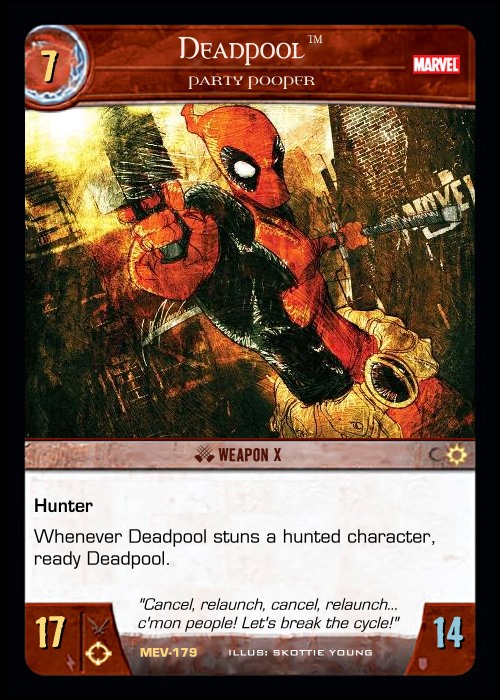 7
DEADPOOL™
PARTY POOPER
MARVEL
WEAPON X
Hunter
Whenever Deadpool stuns a hunted character,
ready Deadpool.
"Cancel, relaunch, cancel, relaunch...
c'mon people! Let's break the cycle!"
17
14
MEV-179 ILLUS: SKOTTIE YOUNG